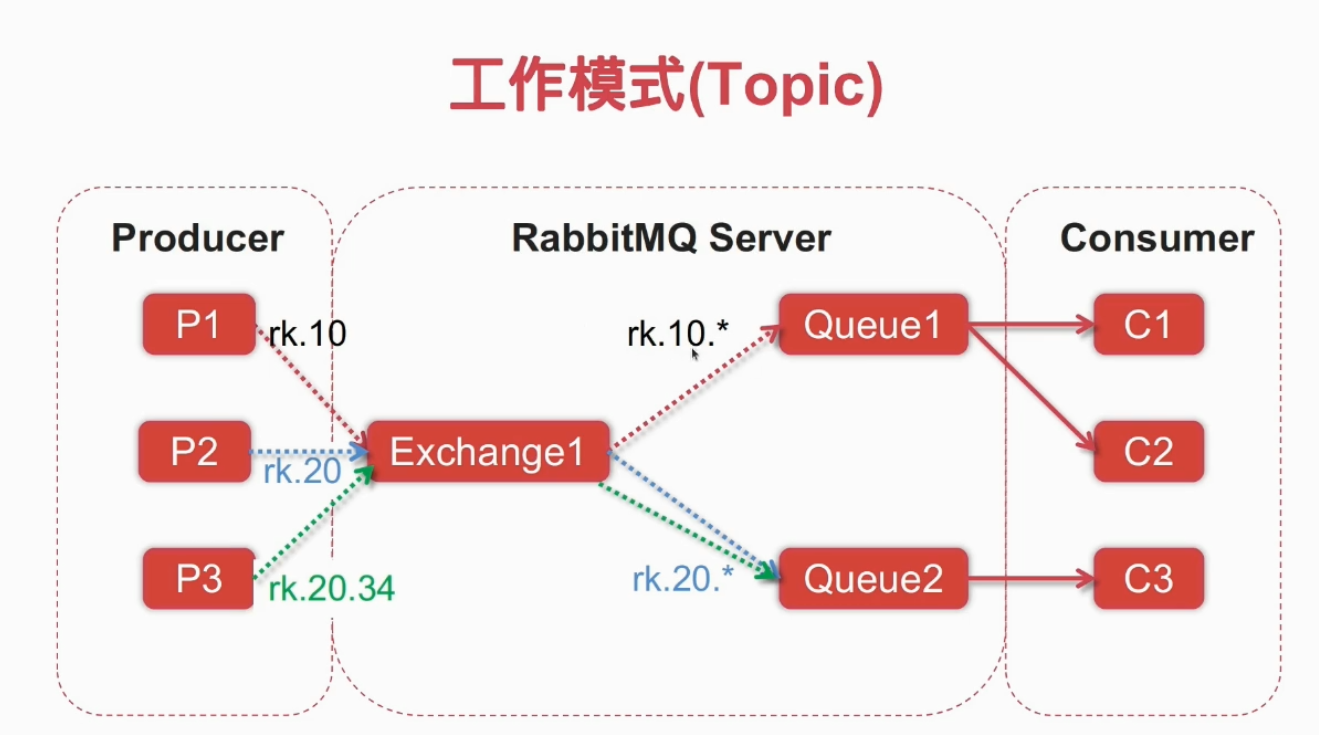 工作模式(Topic)
Producer
RabbitMQ Server
Consumer
P1
rk.10
rk.10.*
Queue1
C1
P2
rk.20
Exchange1
C2
P3
rk.20.34
rk.20.*
Queue2
C3